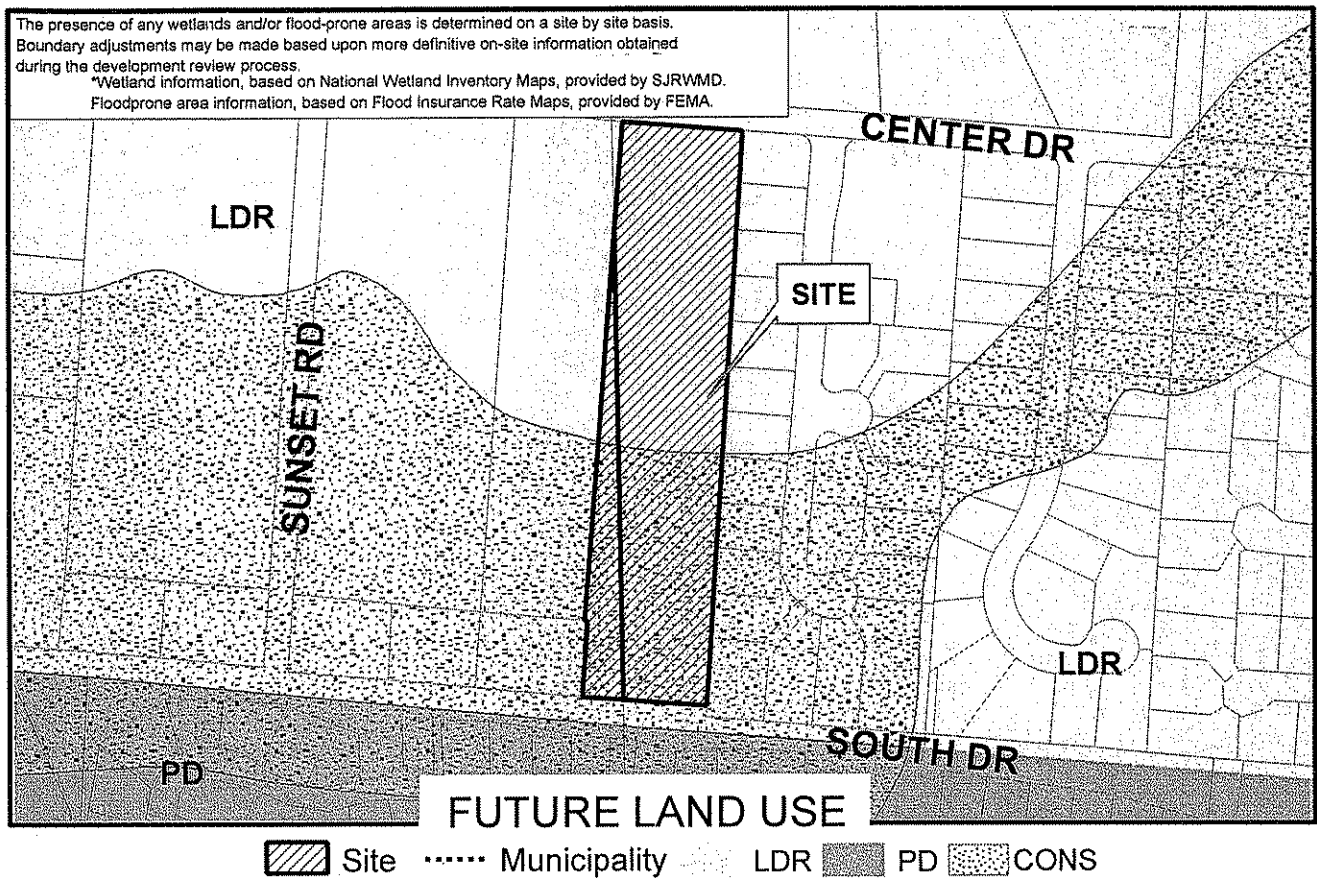 The presence of any wetlands and/or flood-prone areas is determined on a site by site basis.
Boundary adjustments may be made based upon more definitive on-site information obtained
during the development review process.
*Wetland information, based on National Wetland Inventory Maps, provided by SJRWMD.
Floodprone area information, based on Flood Insurance Rate Maps, provided by FEMA.
CENTER DR
LDR
SITE
SUNSET RD
LDR
SOUTH DR
PD
FUTURE LAND USE
Site Municipality LDR PD CONS